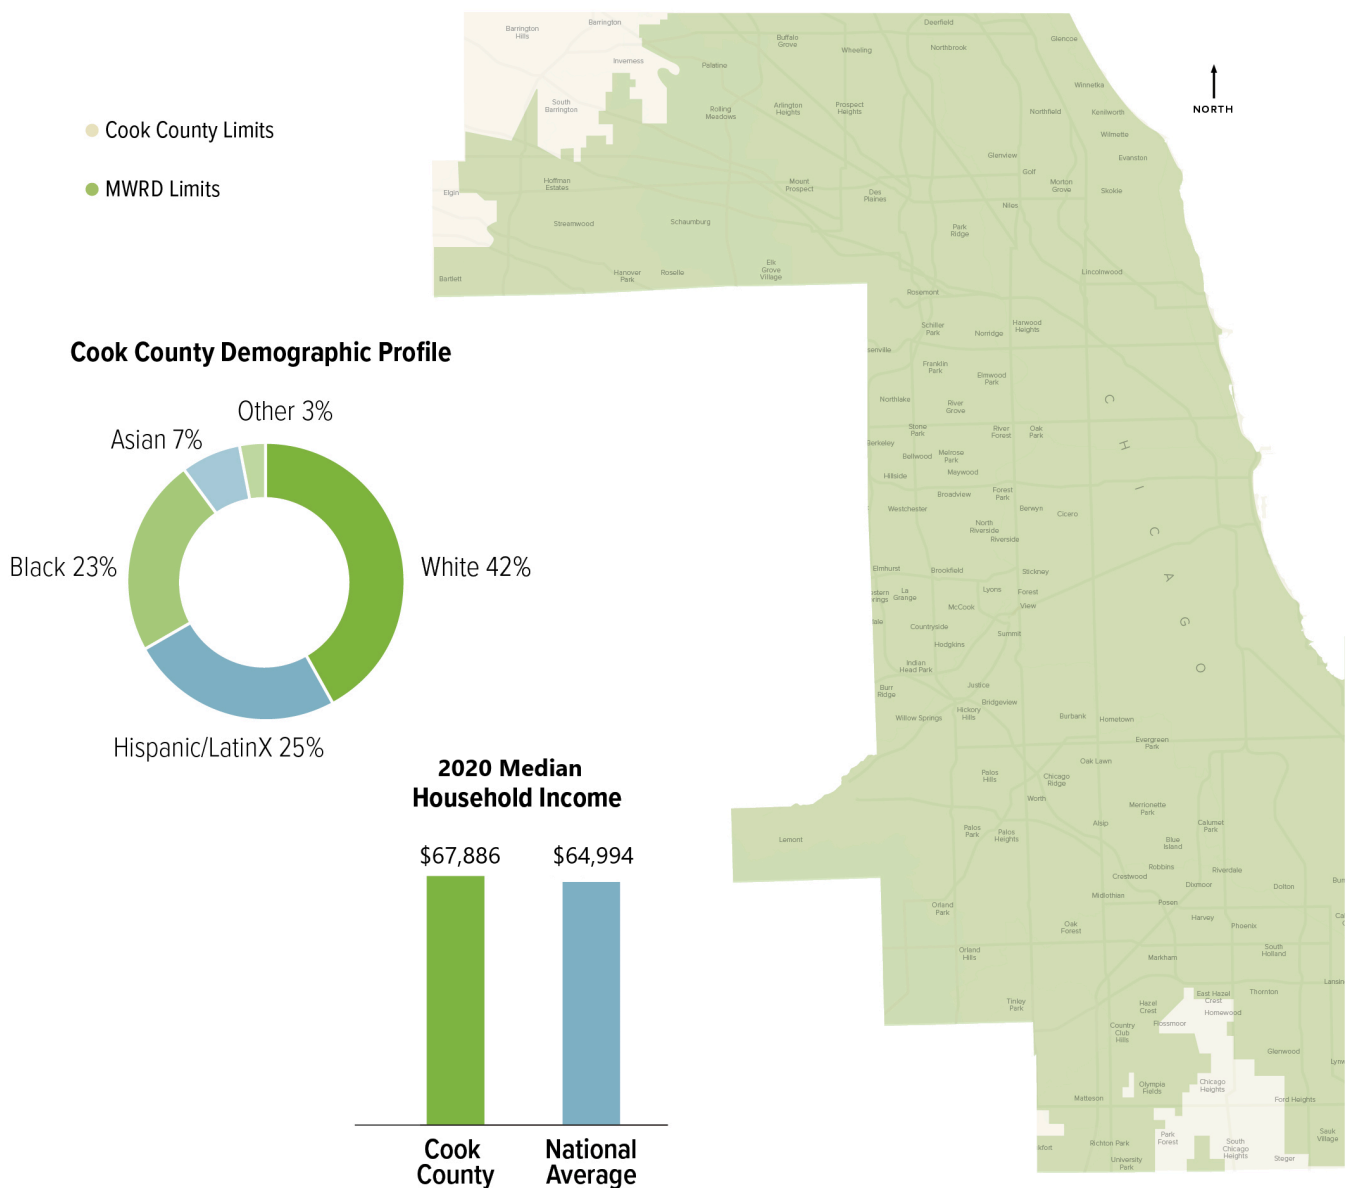 Cook County Limits
MWRD Limits
NORTH
Barrington
Hills
Barrington
Inverness
South
Barrington
Palatine
Buffalo
Grove
Wheeling
Deerfield
Northbrook
Glencoe
Winnetka
Rolling
Meadows
Arlington
Heights
Prospect
Heights
Northfield
Kenilworth
Wilmette
Glenview
Evanston
Golf
Elgin
Hoffman
Estates
Mount
Prospect
Des
Plaines
Morton
Grove
Skokie
Niles
Streamwood
Schaumburg
Park
Ridge
Bartlett
Hanover
Park
Roselle
Elk
Grove
Village
Lincolnwood
Rosemont
Schiller
Park
Norridge
Harwood
Heights
senville
Franklin
Park
Elmwood
Park
Northlake
River
Grove
Stone
Park
River
Forest
Oak
Park
Berkeley
Bellwood
Melrose
Park
Maywood
Hillside
Broadview
Forest
Park
Westchester
Berwyn
Cicero
North
Riverside
Riverside
CHICAGO
Elmhurst
Brookfield
Stickney
stern
rings
La
Grange
Lyons
Forest
View
McCook
dale
Countryside
Summit
Hodgkins
Indian
Head Park
Burr
Ridge
Justice
Bridgeview
Willow Springs
Hickory
Hills
Burbank
Hometown
Evergreen
Park
Oak Lawn
Palos
Hills
Chicago
Ridge
Worth
Merrionette
Park
Lemont
Palos
Park
Palos
Heights
Alsip
Calumet
Park
Blue
Island
Robbins
Riverdale
Crestwood
Dixmoor
Dolton
Burn
Midlothian
Posen
Orland
Park
Harvey
Phoenix
Ca
C
Oak
Forest
Orland
Hills
Markham
South
Holland
Lansin
Tinley
Park
Hazel
Crest
East Hazel
Crest
Thornton
Homewood
Country
Club
Hills
Flossmoor
Glenwood
Lynw
Olympia
Fields
Chicago
Heights
Matteson
Ford Heights
kfort
Richton Park
Park
Forest
South
Chicago
Heights
Sauk
Village
University
Park
Steger
Cook County Demographic Profile
Other 3%
Asian 7%
Black 23%
White 42%
Hispanic/LatinX 25%
2020 Median
Household Income
$67,886
$64,994
Cook
County
National
Average